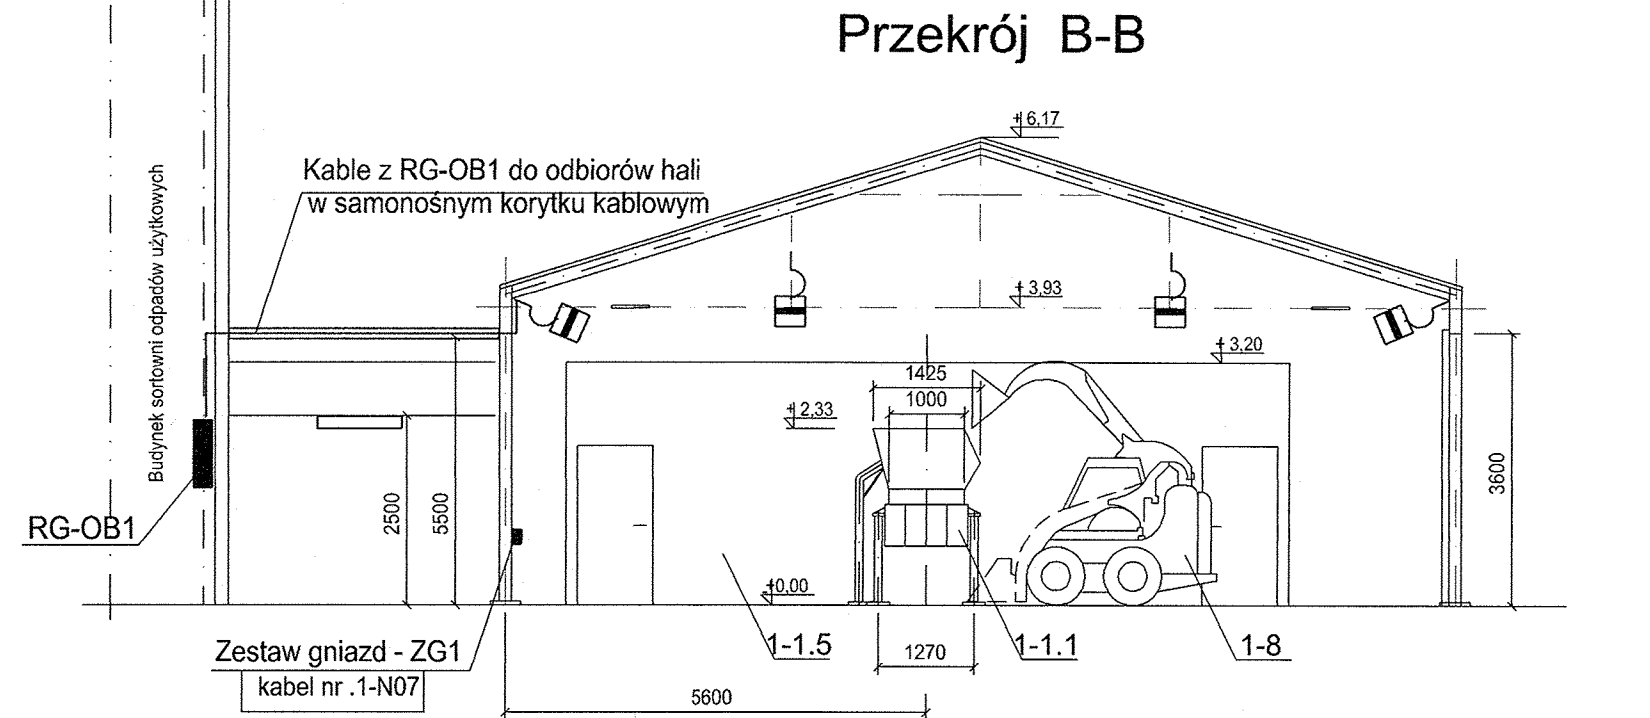 Przekrój B-B
+6,17
Kable z RG-OB1 do odbiorów hali
w samonośnym korytku kablowym
Budynek sortowni odpadów użytkowych
+3,93
+3,20
1425
1000
+2,33
3600
2500
5500
RG-OB1
±0,00
1-1.5
1-1.1
1-8
Zestaw gniazd - ZG1
kabel nr .1-N07
1270
5600